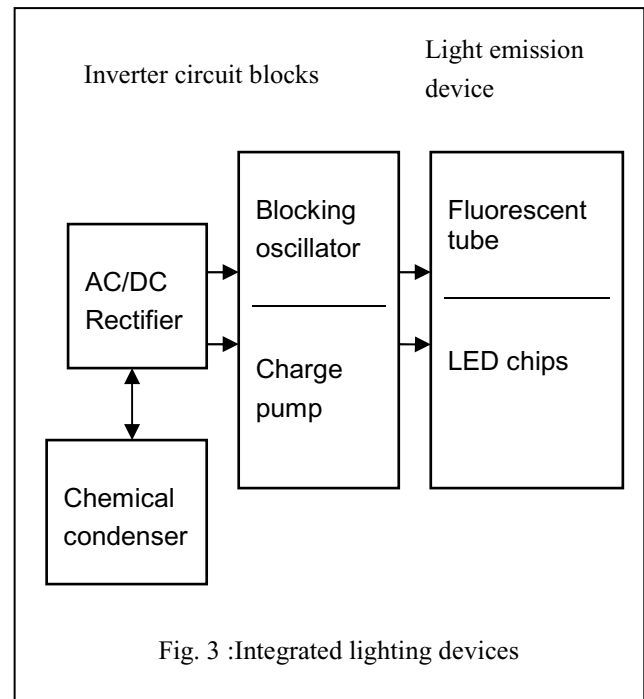 Inverter circuit blocks
Light emission
device
AC/DC
Rectifier
Chemical
condenser
Blocking
oscillator
Charge
pump
Fluorescent
tube
LED chips
Fig. 3 :Integrated lighting devices